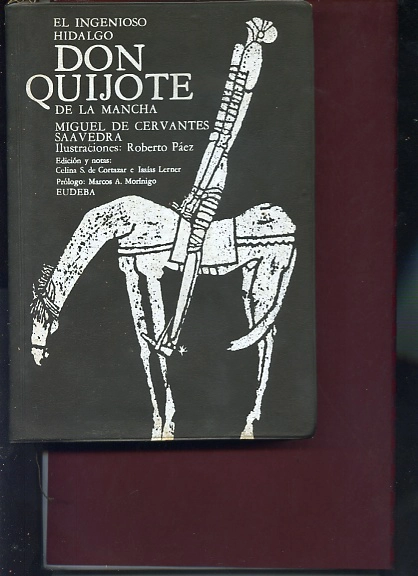 EL INGENIOSO
HIDALGO
DON
QUIJOTE
DE LA MANCHA
MIGUEL DE CERVANTES
SAAVEDRA
Ilustraciones: Roberto Páez
Edición y notas:
Celina S. de Cortazar e Isaías Lerner
Prólogo: Marcos A. Morínigo
EUDEBA